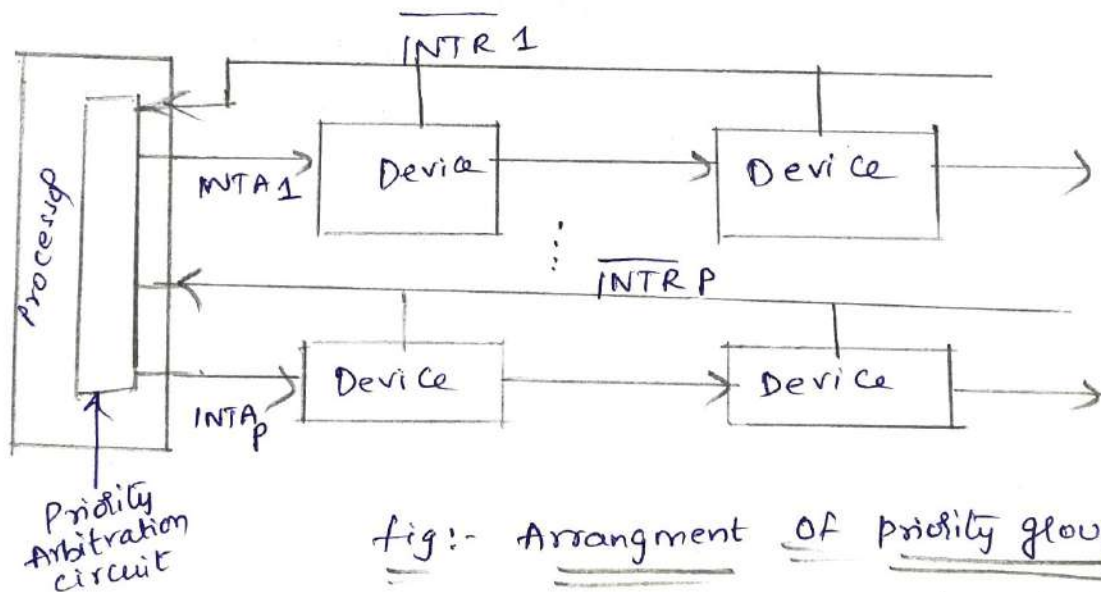 INTR 1
Processor
INTA 1
Device
Device
INTR P
INTA P
Device
Device
Priority
Arbitration
circuit
fig:- Arrangment Of priority